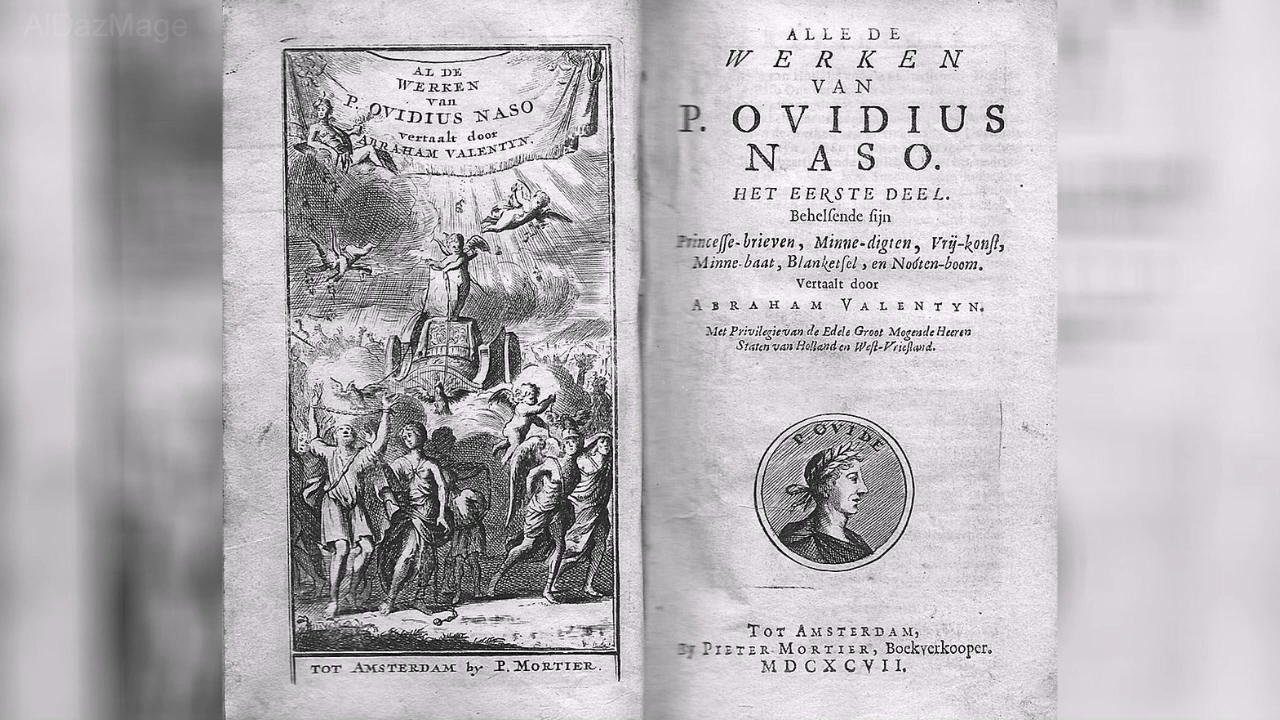 AlDazMage
AL DE
WERKEN
van
P. OVIDIUS NASO
vertaalt door
ABRAHAM VALENTYN.
TOT AMSTERDAM by P. MORTIER.
ALLE DE
WERKEN
VAN
P. OVIDIUS
NASO.
HET EERSTE DEEL.
Behelſende ſijn
Princeſſe-brieven, Minne-digten, Vrij-konſt,
Minne-baat, Blanketſel, en Nooten-boom.
Vertaalt door
ABRAHAM VALENTYN.
Met Privilegie van de Edele Groot Mogende Heeren
Staten van Holland en Weſt-Vrieſland.
P. OVIDE
TOT AMSTERDAM,
By PIETER MORTIER, Boekverkooper.
MDCXCVII.